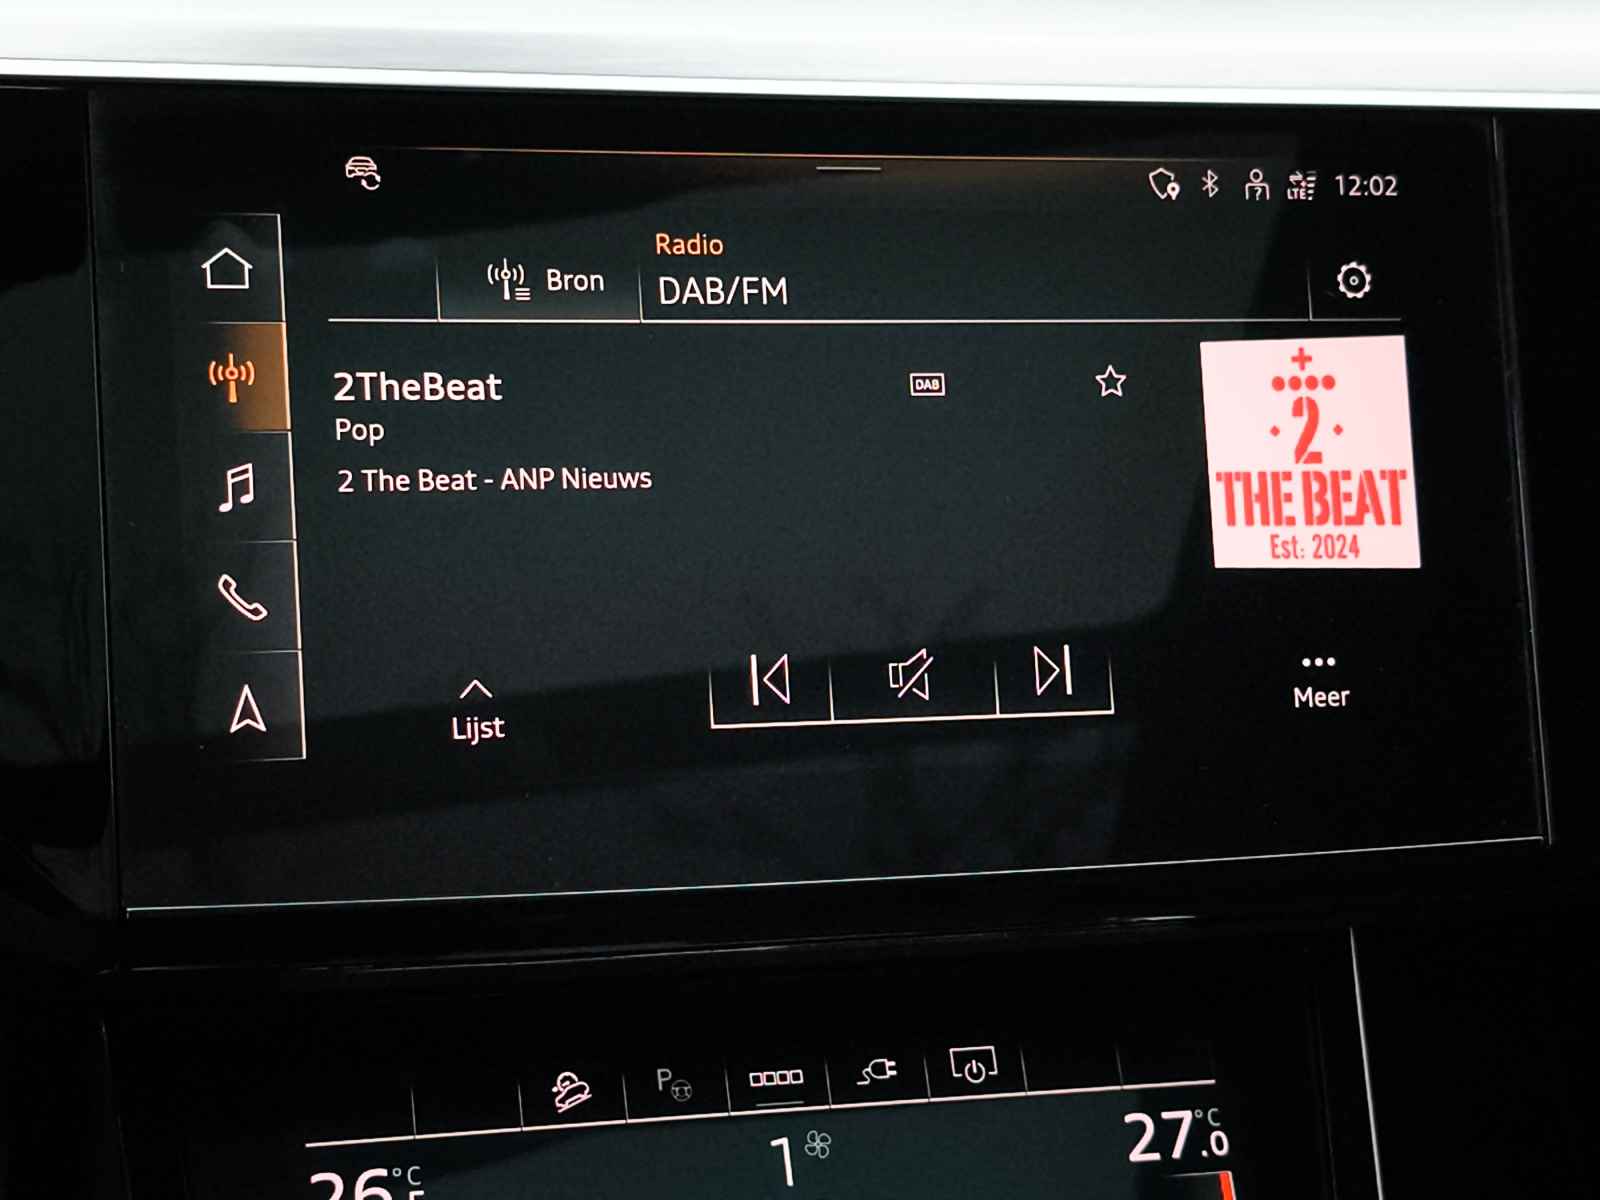 LTE 12:02
Radio
Bron DAB/FM
2TheBeat DAB
Pop
2 The Beat - ANP Nieuws
2
THE BEAT
Est: 2024
Lijst
Meer
P
1
27.0 °C
26 °C